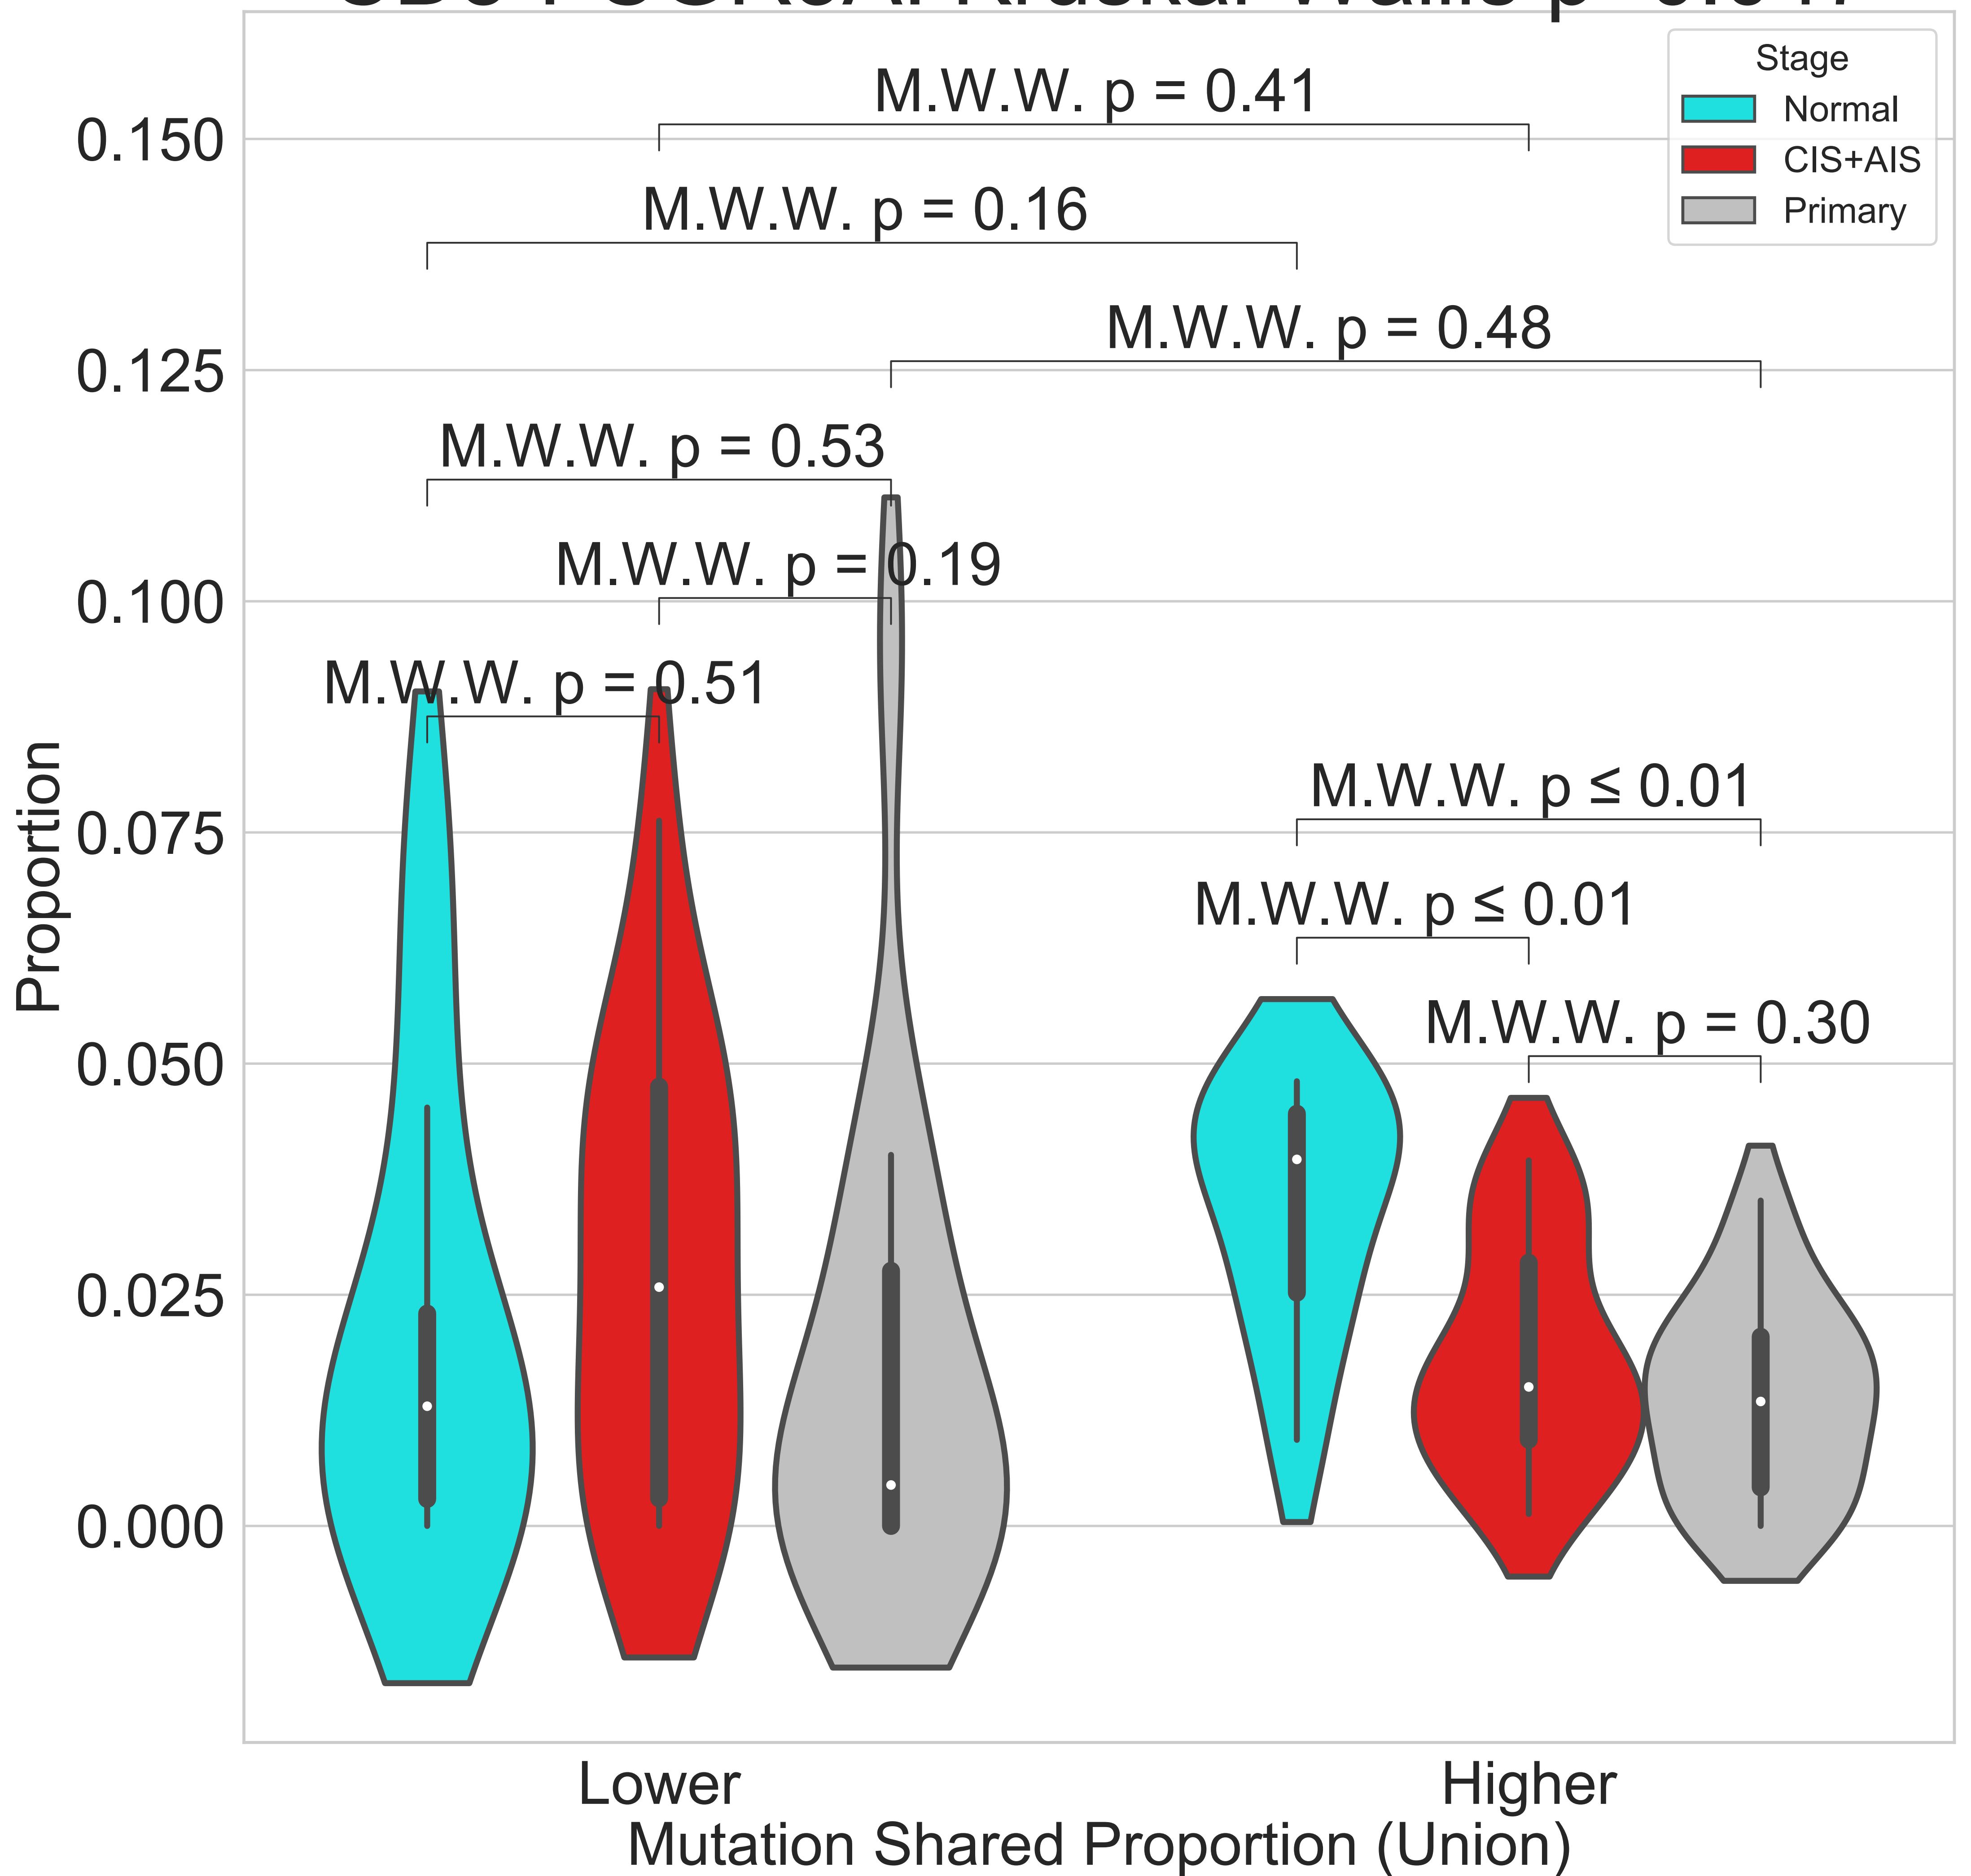 Stage
Normal
CIS+AIS
Primary
M.W.W. p = 0.41
0.150
M.W.W. p = 0.16
M.W.W. p = 0.48
0.125
M.W.W. p = 0.53
M.W.W. p = 0.19
0.100
M.W.W. p = 0.51
M.W.W. p ≤ 0.01
0.075
M.W.W. p ≤ 0.01
M.W.W. p = 0.30
0.050
0.025
0.000
Proportion
Lower
Higher
Mutation Shared Proportion (Union)